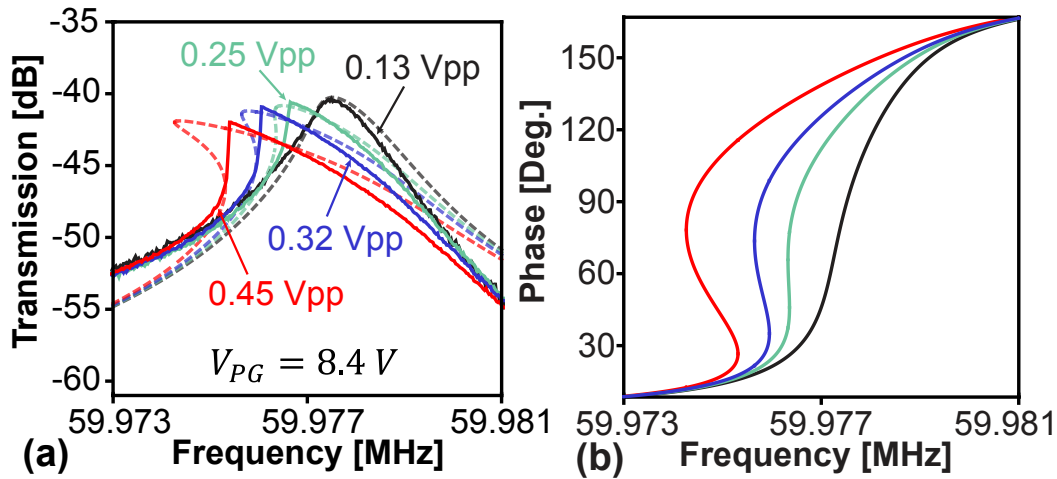 -35
-40
-45
-50
-55
-60
Transmission [dB]
0.25 Vpp
0.13 Vpp
0.32 Vpp
0.45 Vpp
V_PG = 8.4 V
59.973
59.977
59.981
(a)
Frequency [MHz]
150
120
90
60
30
Phase [Deg.]
59.973
59.977
59.981
(b)
Frequency [MHz]